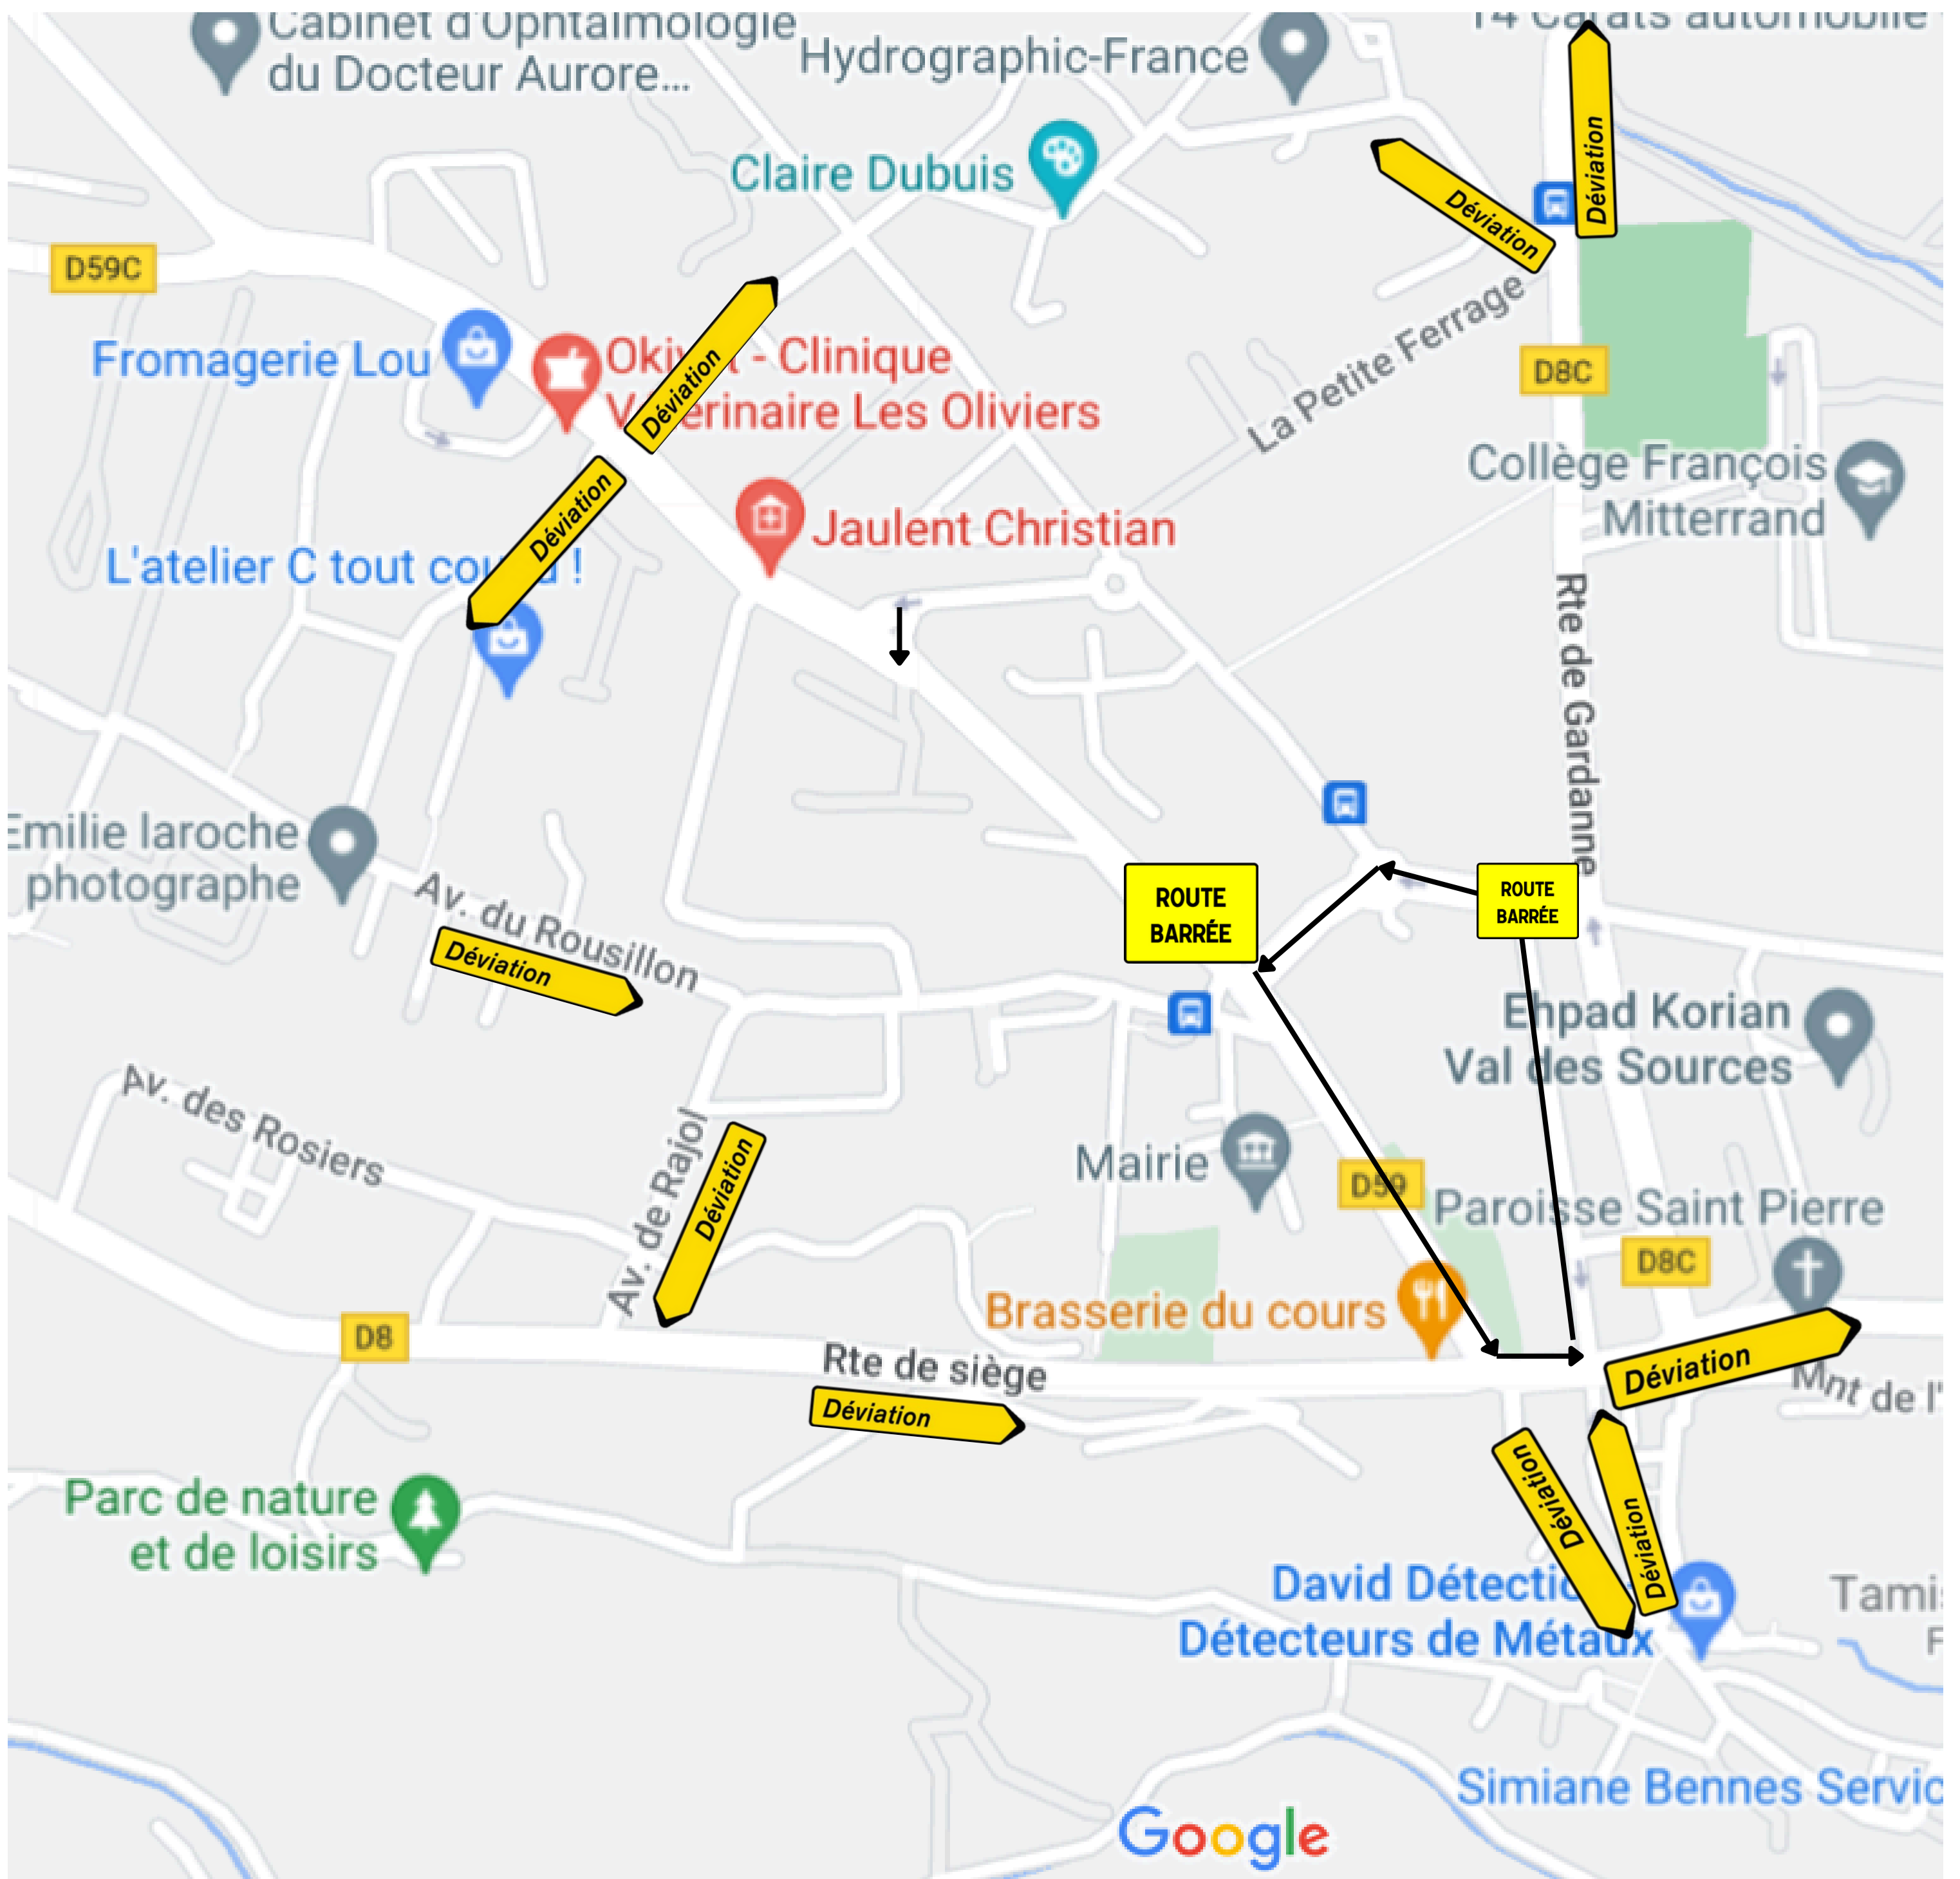 Cabinet d'Ophtalmologie
du Docteur Aurore...
Hydrographic-France
14 Carats automobile
Déviation
Claire Dubuis
Déviation
D59C
La Petite Ferrage
Fromagerie Lou
- Clinique
Les Oliviers
Déviation
D8C
Collège François
Mitterrand
Déviation
Jaulent Christian
L'atelier C tout !
Rte de Gardanne
Emilie laroche
photographe
ROUTE
BARRÉE
ROUTE
BARRÉE
Av. du Rousillon
Déviation
Ehpad Korian
Val des Sources
Av. des Rosiers
Av. de Rajol
Déviation
Mairie
D59
Paroisse Saint Pierre
D8C
Brasserie du cours
D8
Rte de siège
Déviation
Déviation
Mnt de l'
Déviation
Déviation
Parc de nature
et de loisirs
David
Détecteurs de Métaux
Simiane Bennes
Google